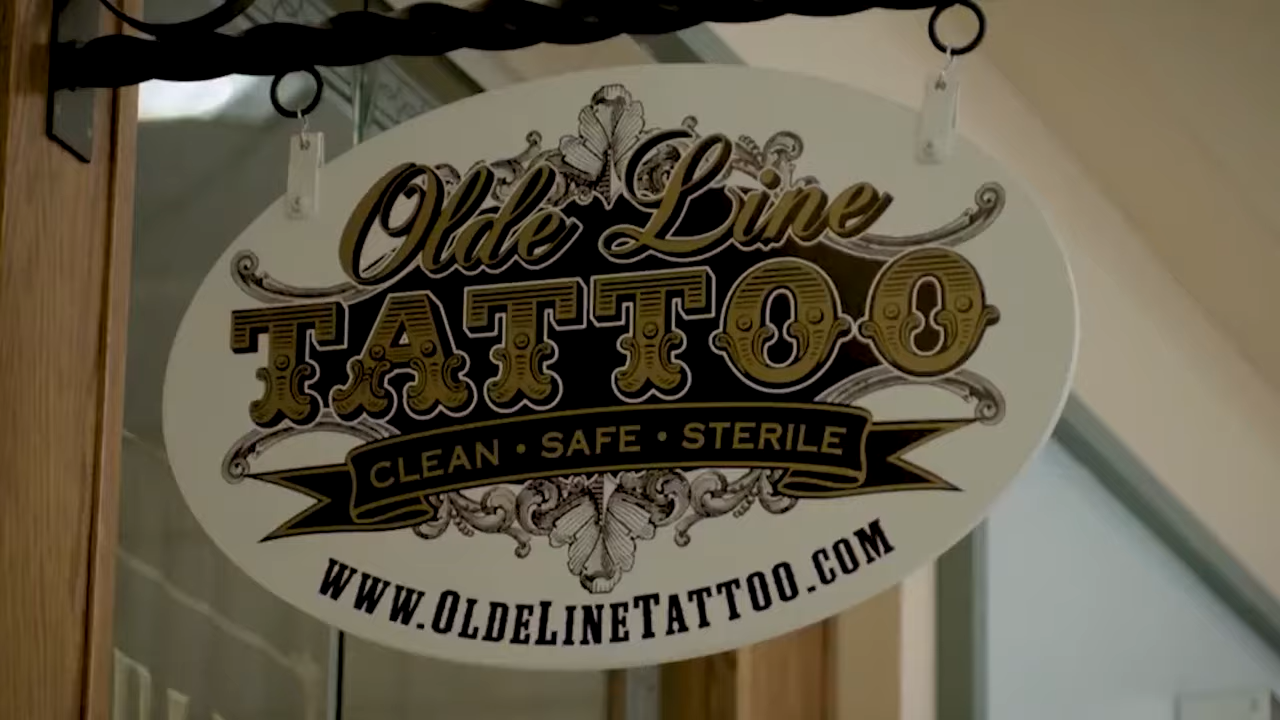 Olde Line
TATTOO
CLEAN • SAFE • STERILE
WWW.OLDELINETATTOO.COM